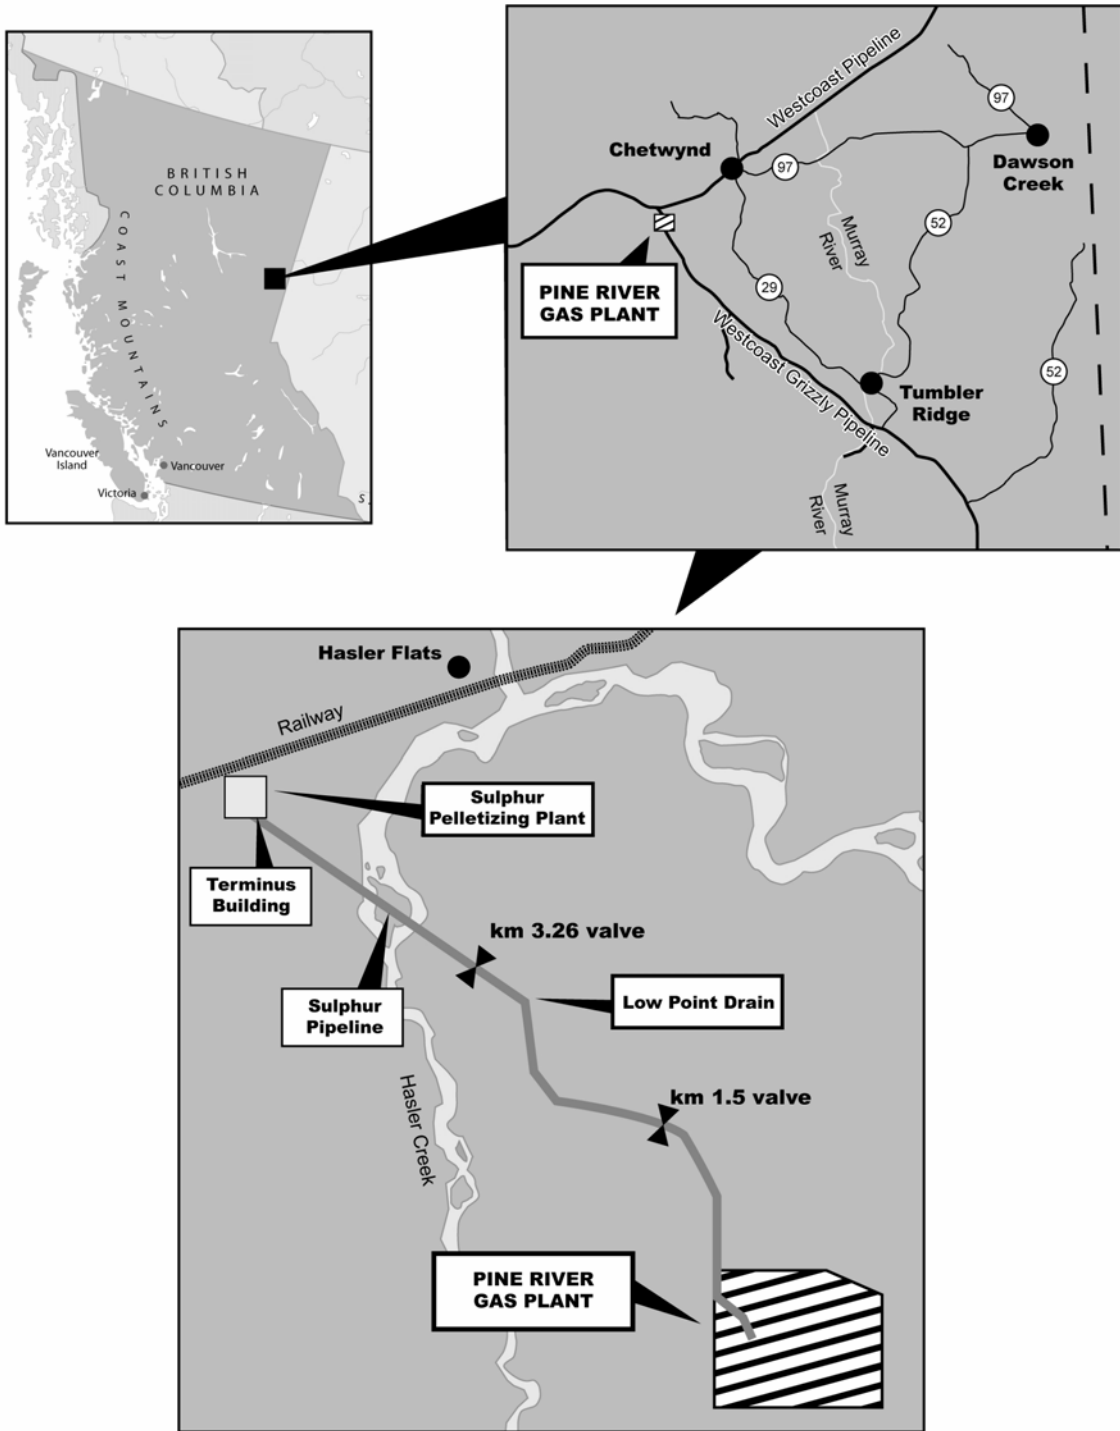 BRITISH
COLUMBIA
COAST MOUNTAINS
Vancouver
Island
Vancouver
Victoria
S.
Westcoast Pipeline
97
Chetwynd
Dawson
Creek
97
52
Murray
River
PINE RIVER
GAS PLANT
29
Westcoast Grizzly Pipeline
52
Tumbler
Ridge
Murray
River
Hasler Flats
Railway
Sulphur
Pelletizing Plant
Terminus
Building
km 3.26 valve
Sulphur
Pipeline
Low Point Drain
Hasler Creek
km 1.5 valve
PINE RIVER
GAS PLANT